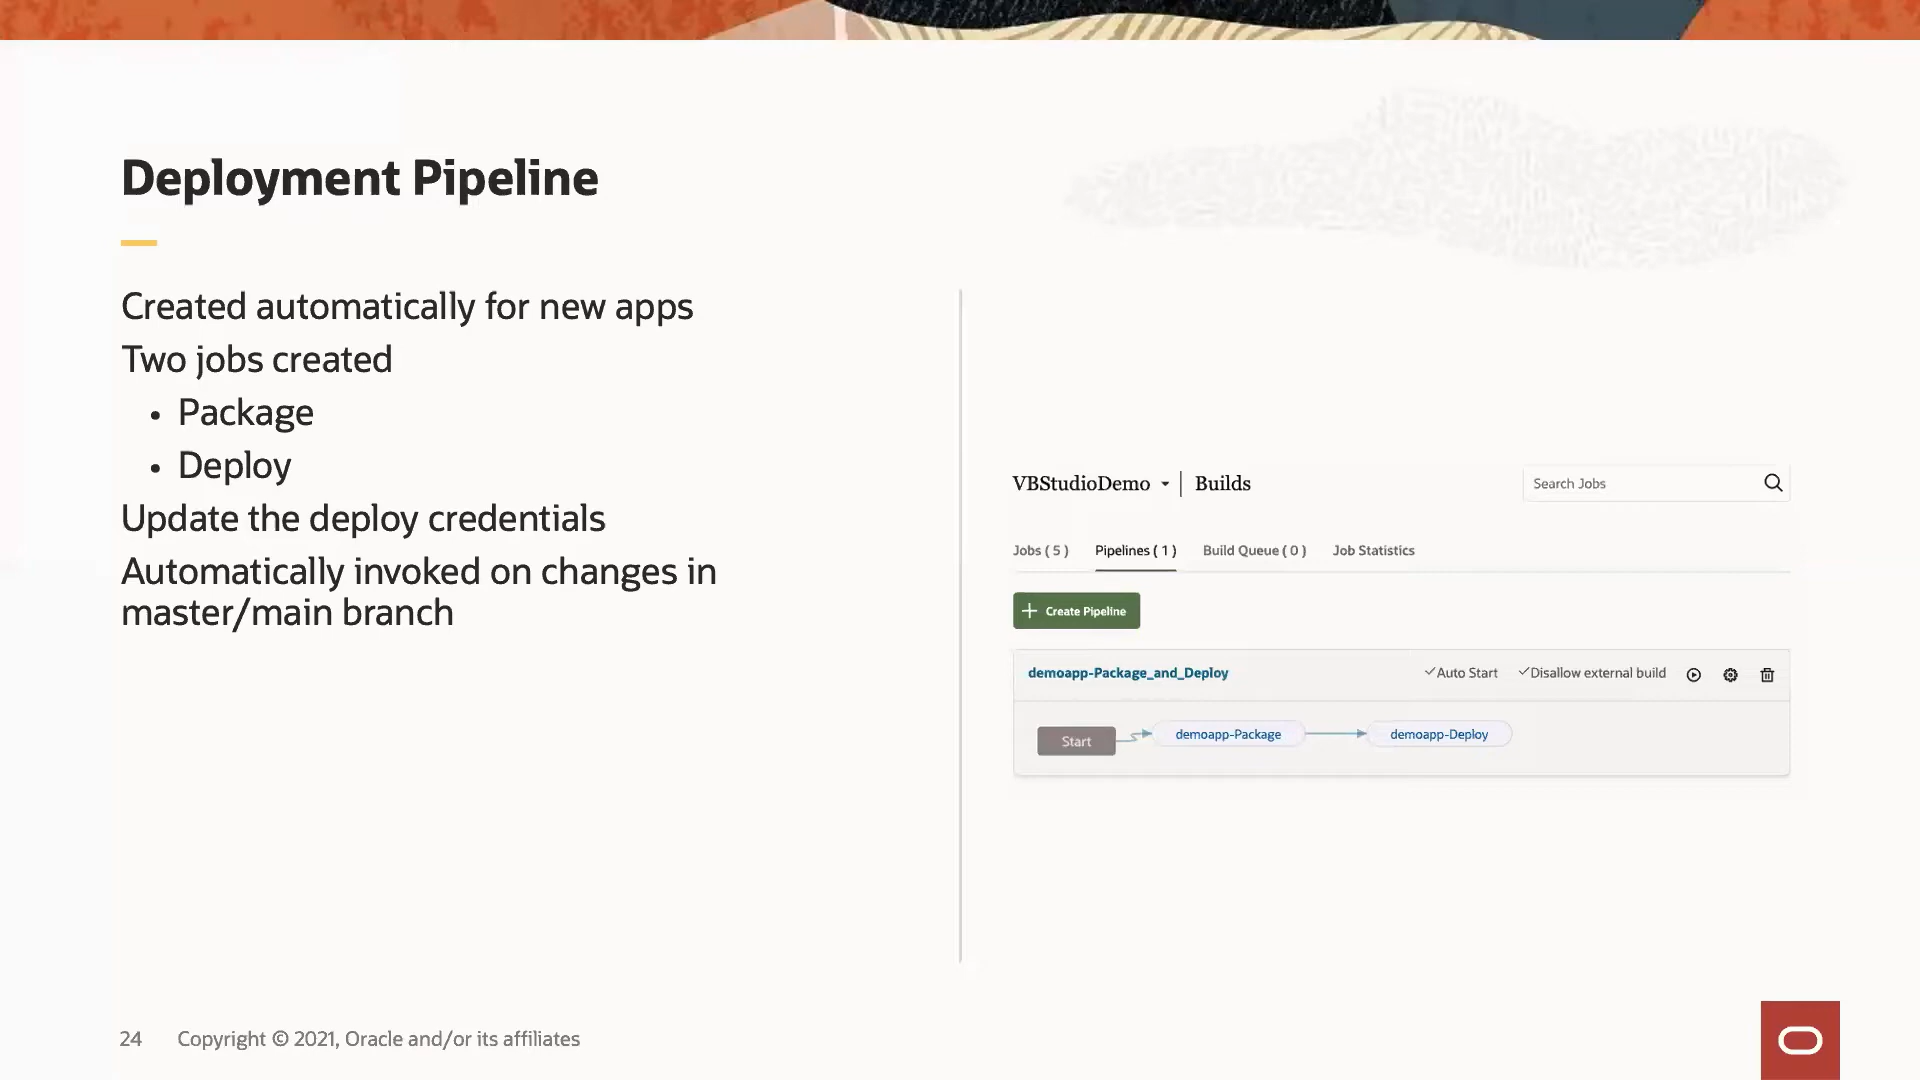 Deployment Pipeline
Created automatically for new apps
Two jobs created
• Package
• Deploy
Update the deploy credentials
Automatically invoked on changes in
master/main branch
VBStudioDemo | Builds
Search Jobs
Jobs ( 5 ) Pipelines ( 1 ) Build Queue ( 0 ) Job Statistics
+ Create Pipeline
demoapp-Package_and_Deploy ✓Auto Start ✓Disallow external build
Start demoapp-Package demoapp-Deploy
24 Copyright © 2021, Oracle and/or its affiliates